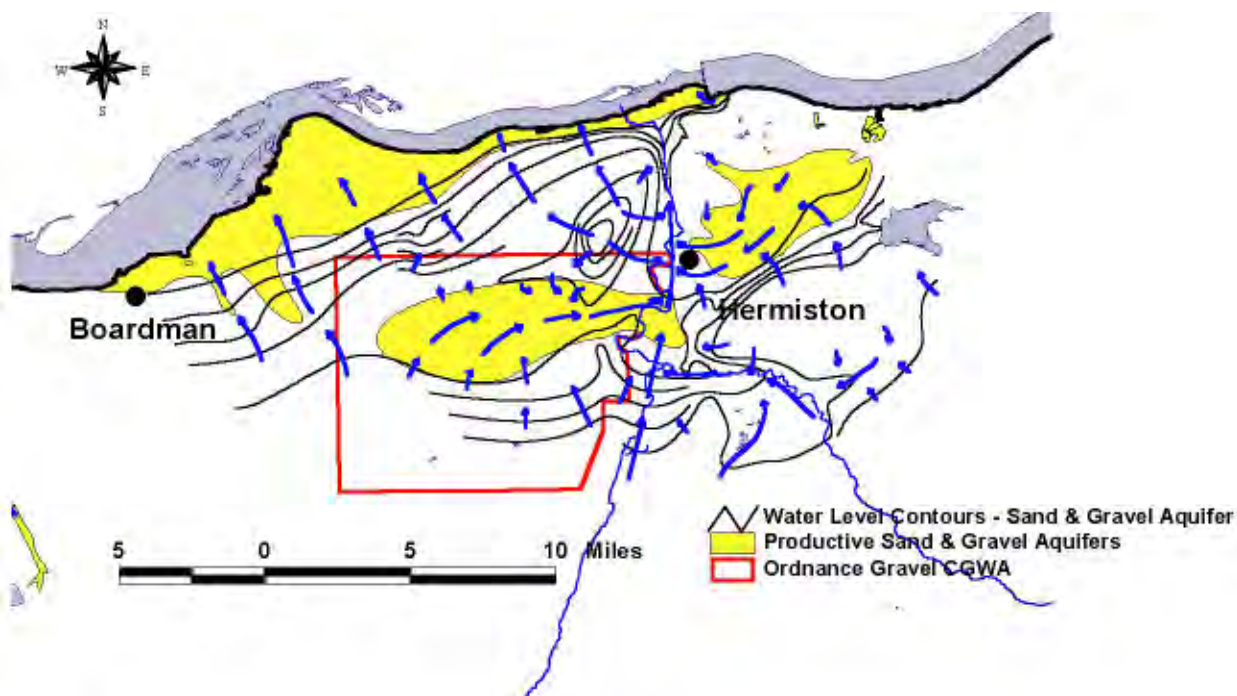 N
W E
S
Boardman
Hermiston
5 0 5 10 Miles
Water Level Contours - Sand & Gravel Aquifer
Productive Sand & Gravel Aquifers
Ordnance Gravel CGWA